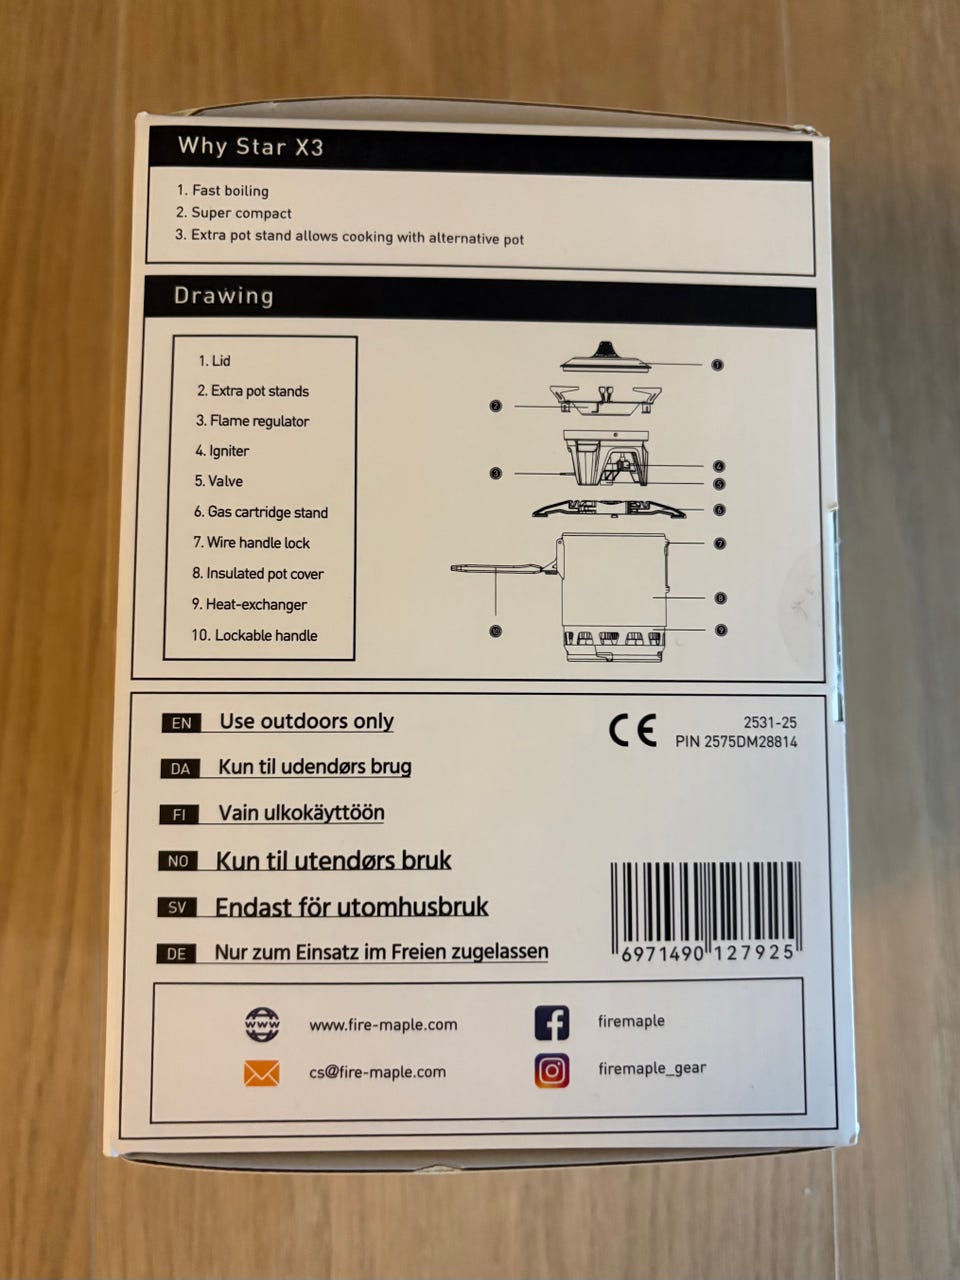 Why Star X3
1. Fast boiling
2. Super compact
3. Extra pot stand allows cooking with alternative pot
Drawing
1. Lid
2. Extra pot stands
3. Flame regulator
4. Igniter
5. Valve
6. Gas cartridge stand
7. Wire handle lock
8. Insulated pot cover
9. Heat-exchanger
10. Lockable handle
1
2
3
4
5
6
7
8
9
10
EN Use outdoors only
DA Kun til udendørs brug
FI Vain ulkokäyttöön
NO Kun til utendørs bruk
SV Endast för utomhusbruk
DE Nur zum Einsatz im Freien zugelassen
CE 2531-25
PIN 2575DM28814
6971490 127925
www www.fire-maple.com
f firemaple
cs@fire-maple.com
firemaple_gear